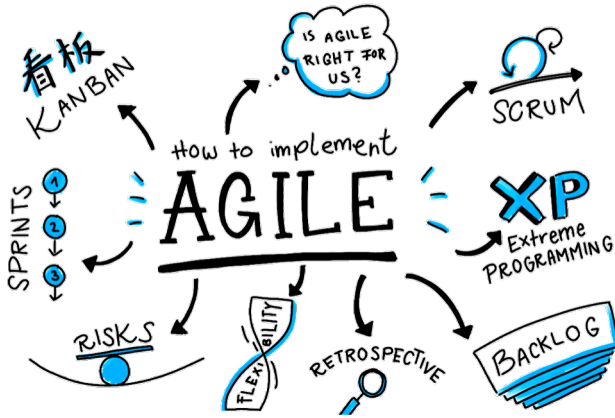 看板
KANBAN
IS AGILE
RIGHT FOR
US?
SCRUM
HOW to implement
AGILE
SPRINTS
1
2
3
XP
Extreme
PROGRAMMING
RISKS
FLEXIBILITY
RETROSPECTIVE
BACKLOG